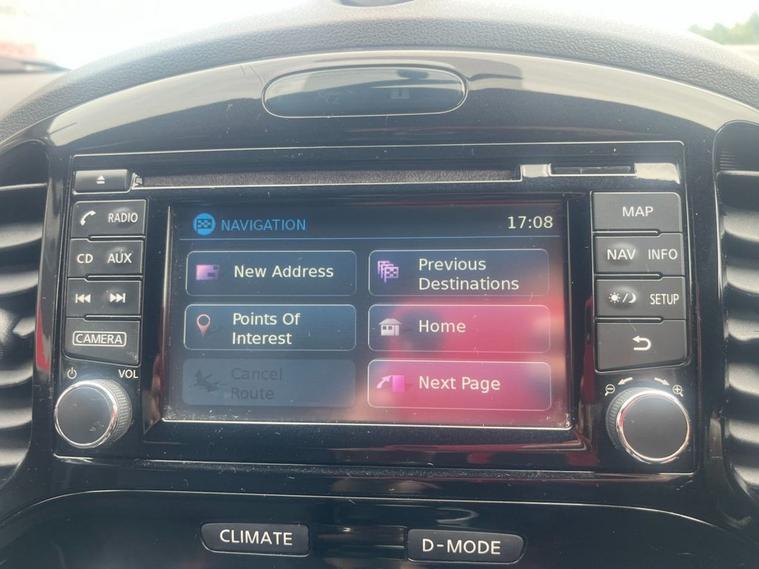 RADIO
CD AUX
CAMERA
VOL
NAVIGATION 17:08
New Address
Previous
Destinations
Points Of
Interest
Home
Cancel
Route
Next Page
MAP
NAV INFO
SETUP
CLIMATE
D-MODE